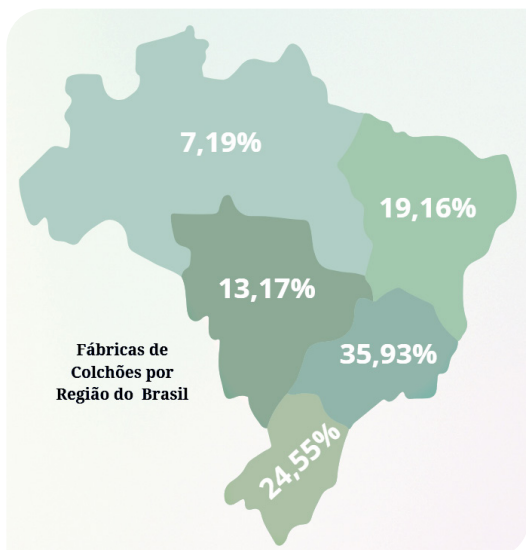 7,19%
19,16%
13,17%
35,93%
Fábricas de
Colchões por
Região do Brasil
24,55%